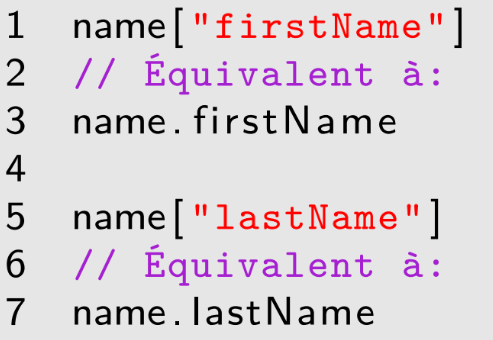 1 name["firstName"]
2 // Équivalent à:
3 name.firstName
4
5 name["lastName"]
6 // Équivalent à:
7 name.lastName